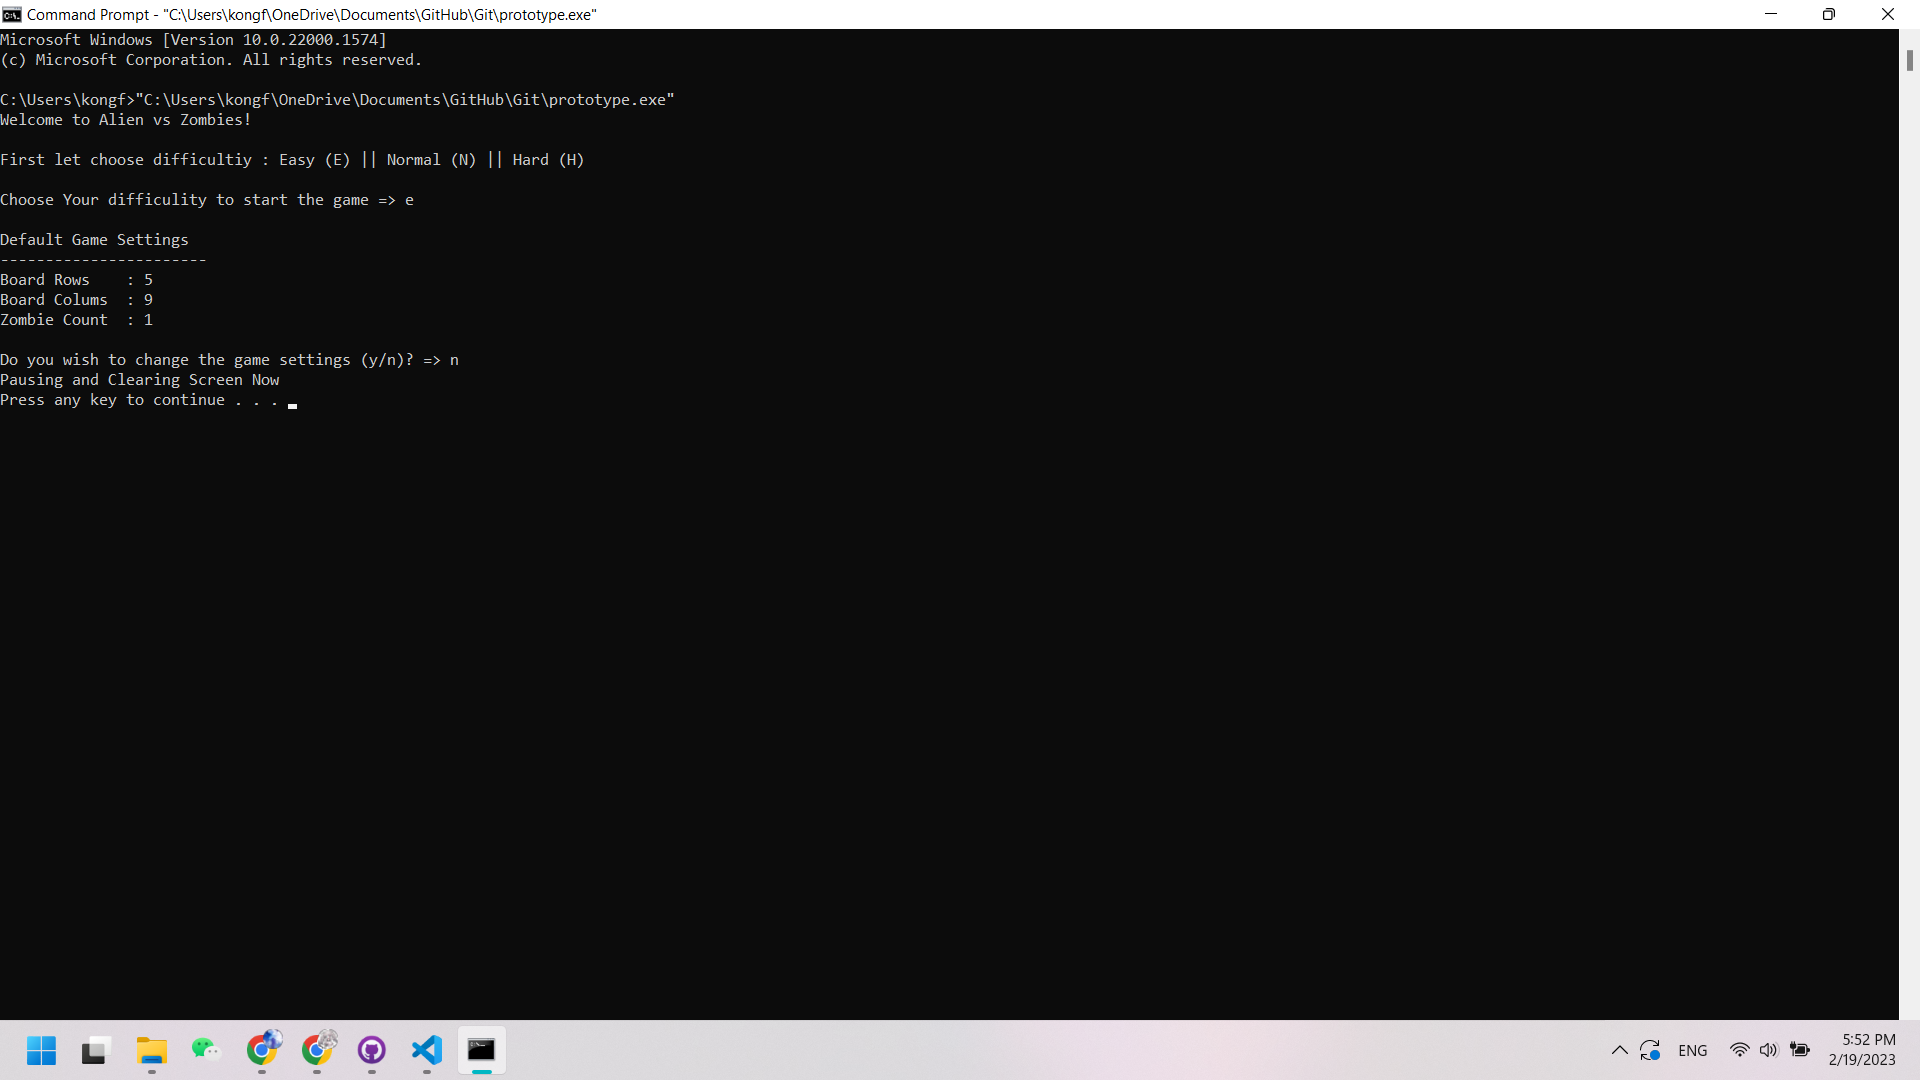 Command Prompt - "C:\Users\kongf\OneDrive\Documents\GitHub\Git\prototype.exe"
Microsoft Windows [Version 10.0.22000.1574]
(c) Microsoft Corporation. All rights reserved.
C:\Users\kongf>"C:\Users\kongf\OneDrive\Documents\GitHub\Git\prototype.exe"
Welcome to Alien vs Zombies!
First let choose difficultiy : Easy (E) || Normal (N) || Hard (H)
Choose Your difficulity to start the game => e
Default Game Settings
-----------------------
Board Rows    : 5
Board Colums  : 9
Zombie Count  : 1
Do you wish to change the game settings (y/n)? => n
Pausing and Clearing Screen Now
Press any key to continue . . .
ENG
5:52 PM
2/19/2023